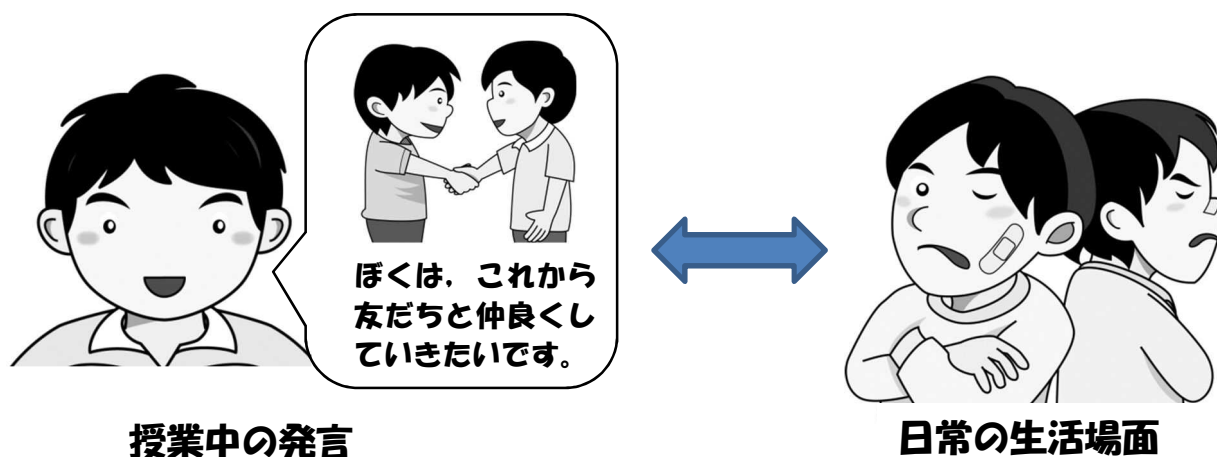 ぼくは，これから
友だちと仲良くし
ていきたいです。
授業中の発言
日常の生活場面